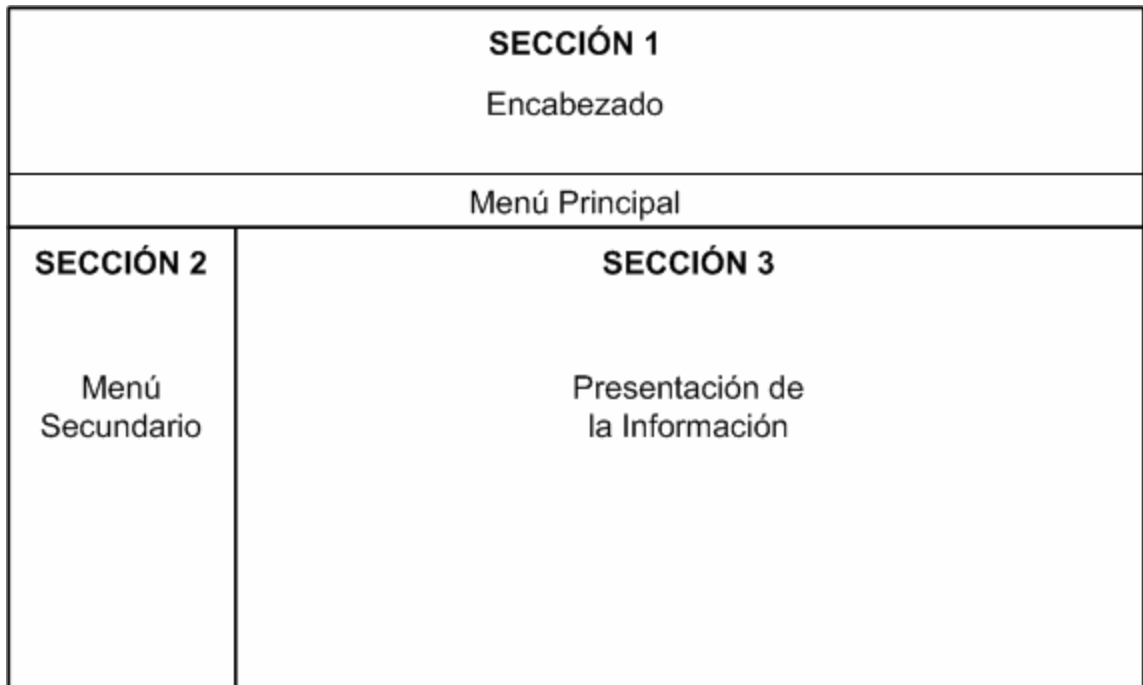 SECCIÓN 1
Encabezado
Menú Principal
SECCIÓN 2
Menú
Secundario
SECCIÓN 3
Presentación de
la Información